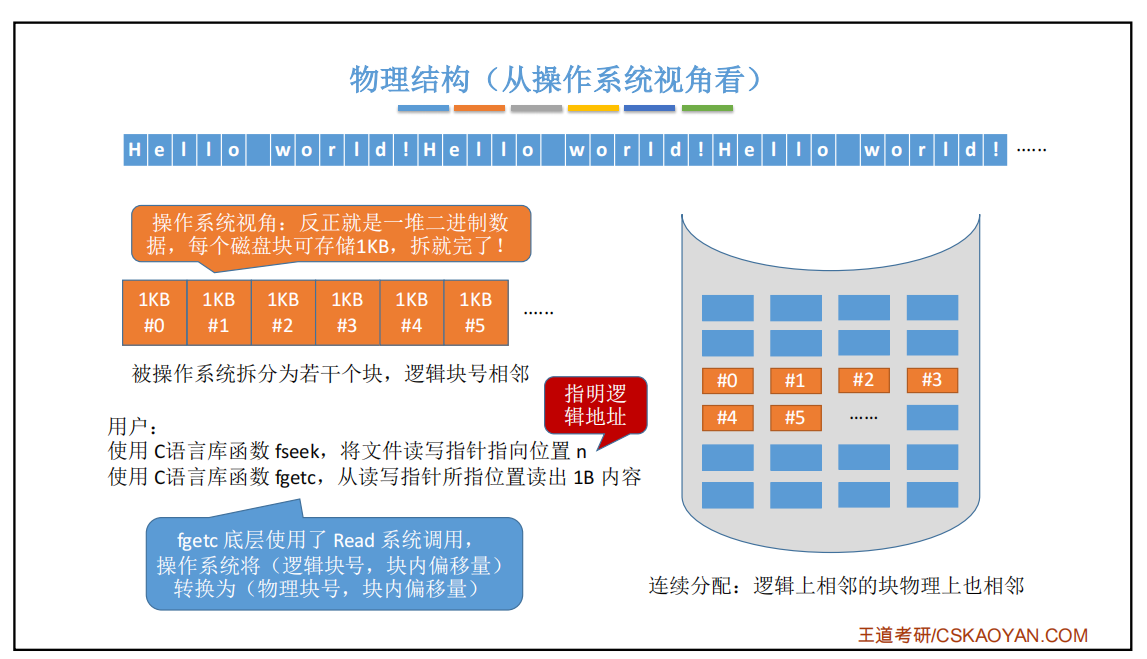 物理结构（从操作系统视角看）
Hello world!Hello world!Hello world! ······
操作系统视角：反正就是一堆二进制数
据，每个磁盘块可存储1KB，拆就完了！
1KB 1KB 1KB 1KB 1KB 1KB
#0 #1 #2 #3 #4 #5 ······
被操作系统拆分为若干个块，逻辑块号相邻
指明逻
辑地址
用户：
使用 C语言库函数 fseek，将文件读写指针指向位置 n
使用 C语言库函数 fgetc，从读写指针所指位置读出 1B 内容
fgetc 底层使用了 Read 系统调用，
操作系统将（逻辑块号，块内偏移量）
转换为（物理块号，块内偏移量）
#0 #1 #2 #3
#4 #5 ······
连续分配：逻辑上相邻的块物理上也相邻
王道考研/CSKAOYAN.COM